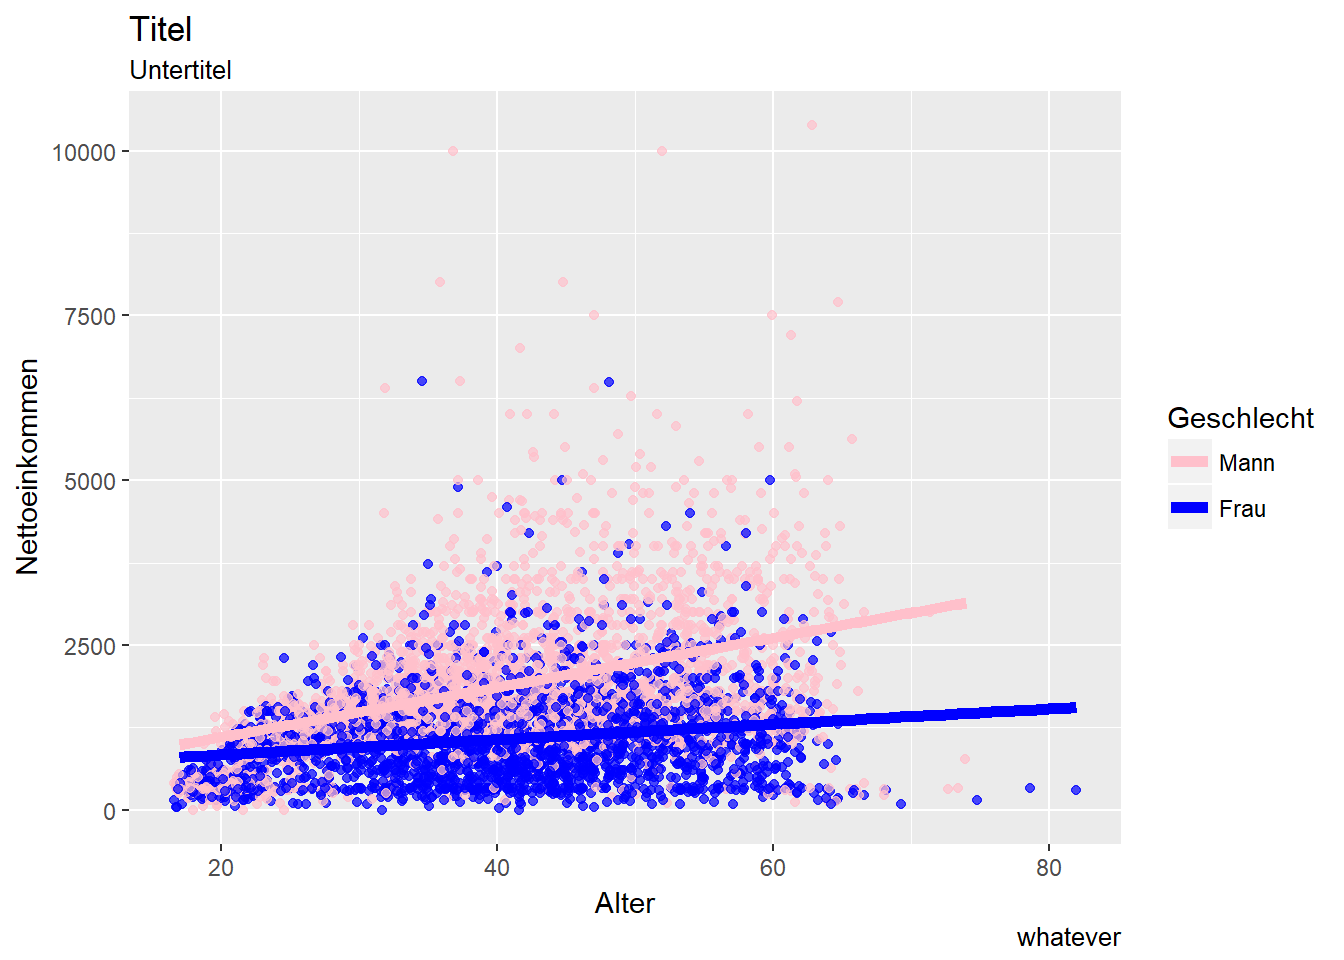 Titel
Untertitel
10000
7500
5000
2500
0
Nettoeinkommen
20 40 60 80
Alter
Geschlecht
Mann
Frau
whatever